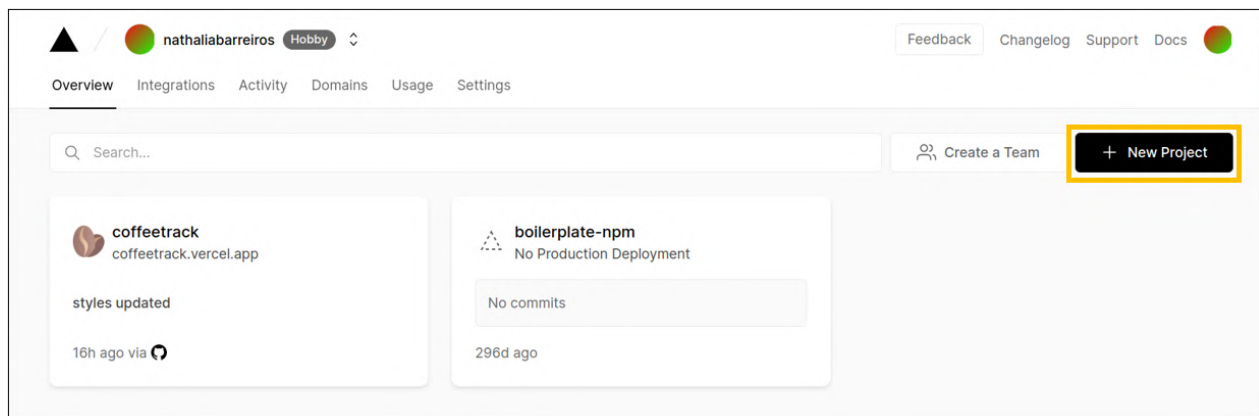 nathaliabarreiros Hobby
Feedback Changelog Support Docs
Overview Integrations Activity Domains Usage Settings
Search...
Create a Team
+ New Project
coffeetrack
coffeetrack.vercel.app
styles updated
16h ago via
boilerplate-npm
No Production Deployment
No commits
296d ago